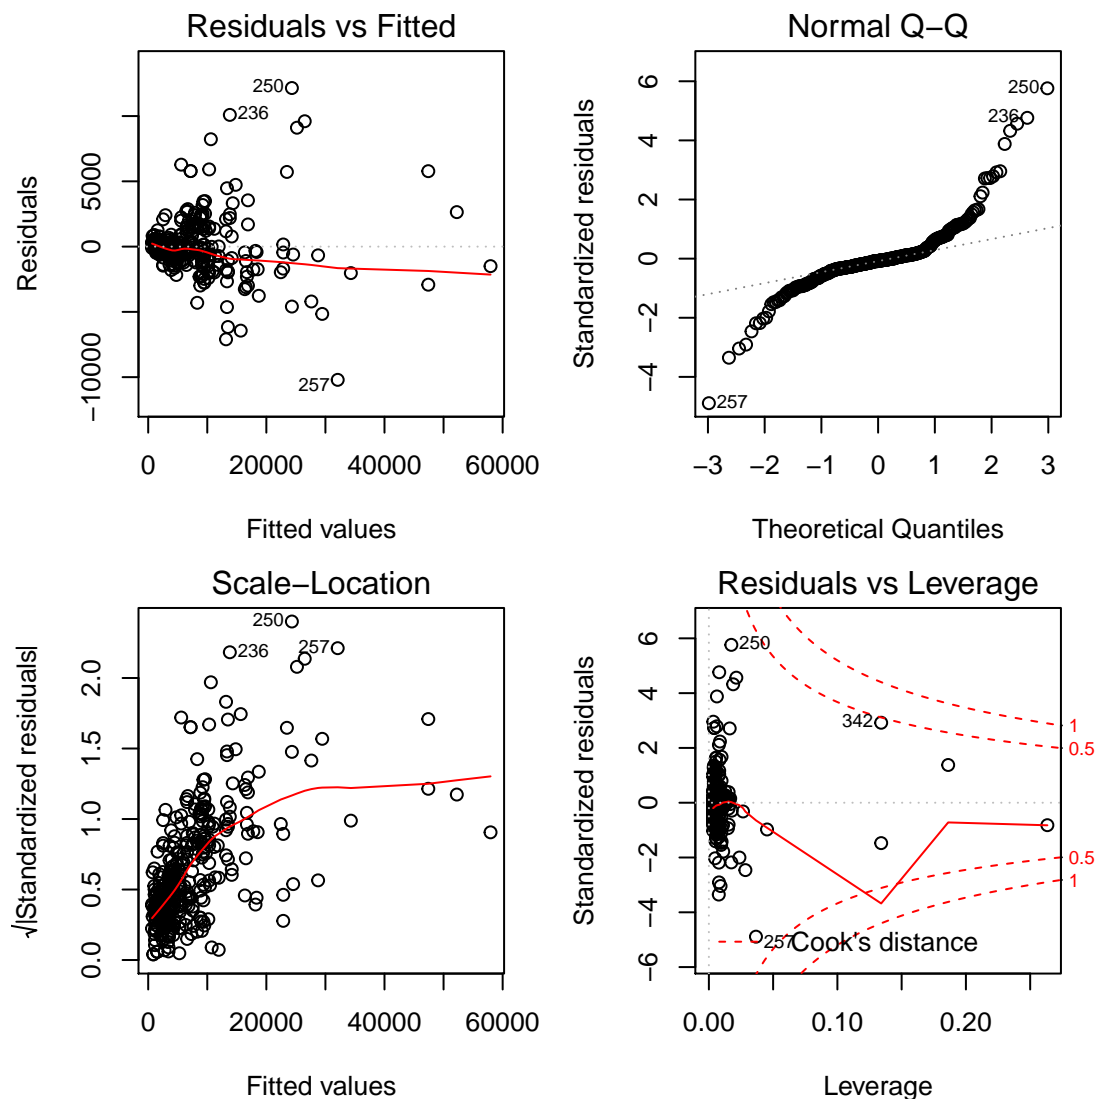 Residuals vs Fitted
Residuals
5000
0
−10000
250
236
257
0 20000 40000 60000
Fitted values
Normal Q−Q
Standardized residuals
6
4
2
0
−2
−4
250
236
257
−3 −2 −1 0 1 2 3
Theoretical Quantiles
Scale−Location
√|Standardized residuals|
2.0
1.5
1.0
0.5
0.0
250
236
257
0 20000 40000 60000
Fitted values
Residuals vs Leverage
Standardized residuals
6
4
2
0
−2
−4
−6
250
342
257
Cook's distance
1
0.5
0.5
1
0.00 0.10 0.20
Leverage